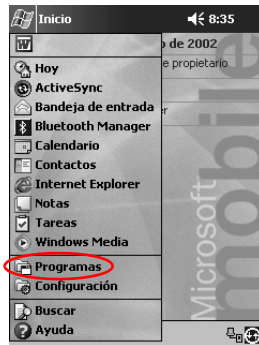 Inicio 8:35
de 2002
Hoy
e propietario
ActiveSync
Bandeja de entrada
Bluetooth Manager
Calendario
Contactos
Internet Explorer
Notas
Tareas
Windows Media
Programas
Configuración
Buscar
Ayuda
Microsoft
mobile